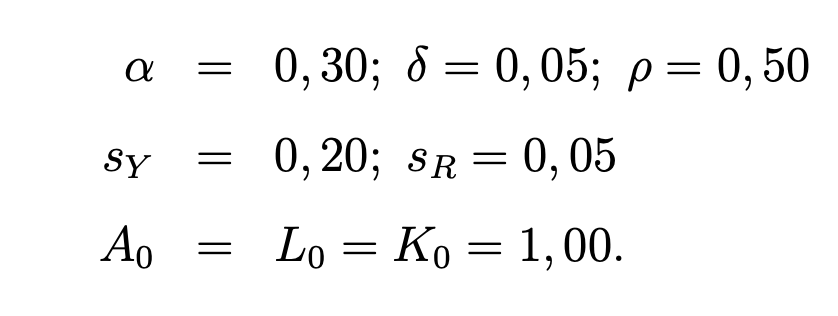 α = 0,30; δ = 0,05; ρ = 0,50
s_Y = 0,20; s_R = 0,05
A_0 = L_0 = K_0 = 1,00.